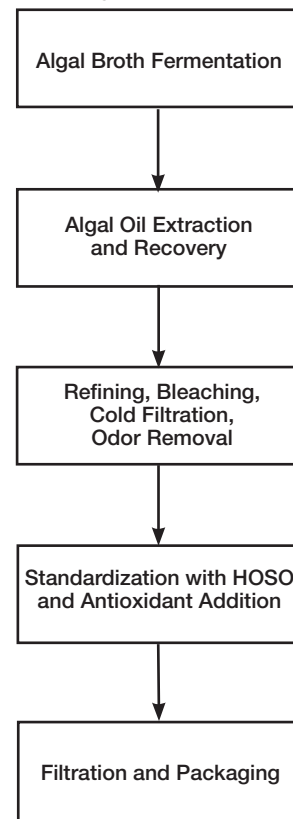 Algal Broth Fermentation
Algal Oil Extraction
and Recovery
Refining, Bleaching,
Cold Filtration,
Odor Removal
Standardization with HOSO
and Antioxidant Addition
Filtration and Packaging